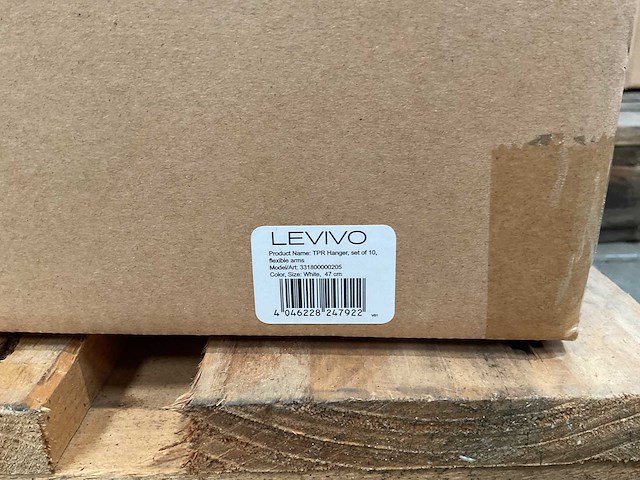 LEVIVO
Product Name: TPR Hanger, set of 10,
flexible arms
Model/Art: 331800000205
Color, Size: White, 47 cm
4 046228 247922
V01